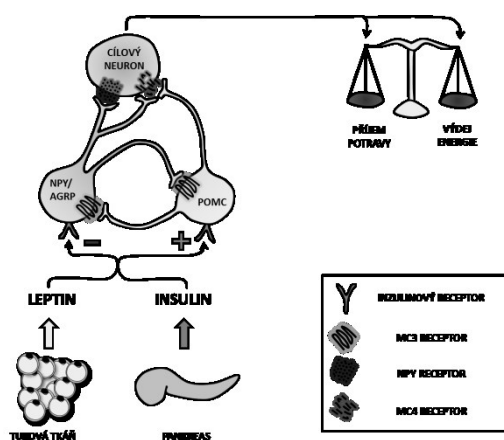 CÍLOVÝ
NEURON
PŘÍJEM
POTRAVY
VÝDEJ
ENERGIE
NPY/
AGRP
POMC
−
+
LEPTIN
INSULIN
TUKOVÁ TKÁŇ
PANKREAS
INZULINOVÝ RECEPTOR
MC3 RECEPTOR
NPY RECEPTOR
MC4 RECEPTOR